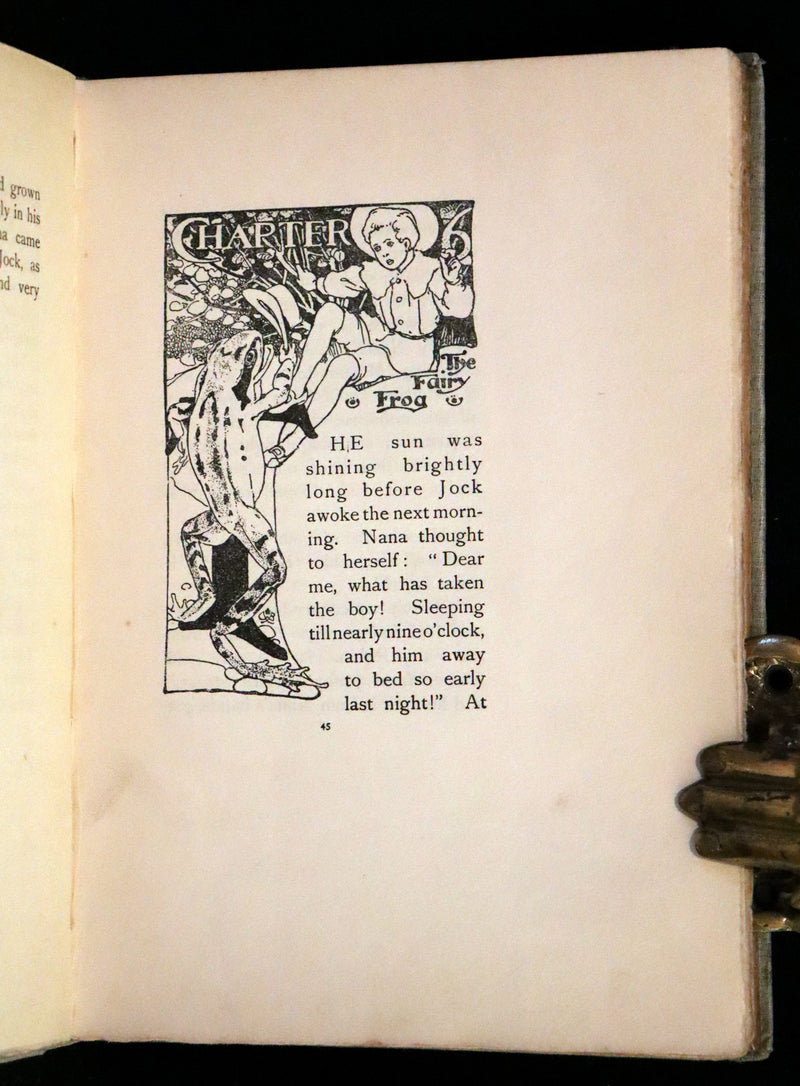 d grown
ly in his
a came
Jock, as
nd very
CHAPTER 6
The
Fairy
Frog
THE sun was
shining brightly
long before Jock
awoke the next morn-
ing. Nana thought
to herself: “Dear
me, what has taken
the boy! Sleeping
till nearly nine o'clock,
and him away
to bed so early
last night!” At
45